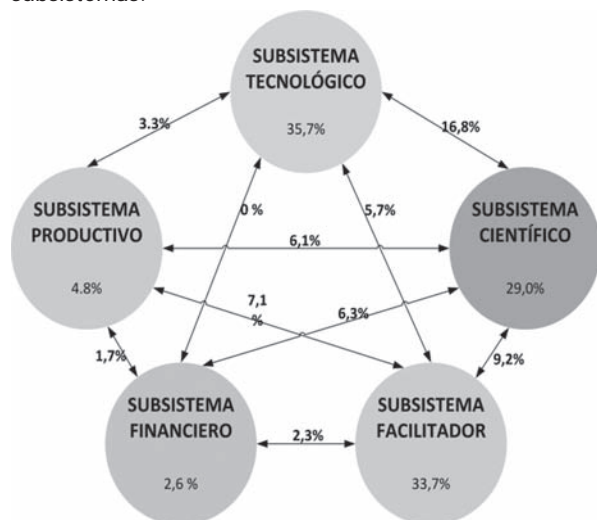 SUBSISTEMA
TECNOLÓGICO
35,7%
3.3%
16,8%
SUBSISTEMA
PRODUCTIVO
4.8%
0 %
5,7%
SUBSISTEMA
CIENTÍFICO
29,0%
6,1%
7,1
%
6,3%
1,7%
9,2%
SUBSISTEMA
FINANCIERO
2,6 %
2,3%
SUBSISTEMA
FACILITADOR
33,7%